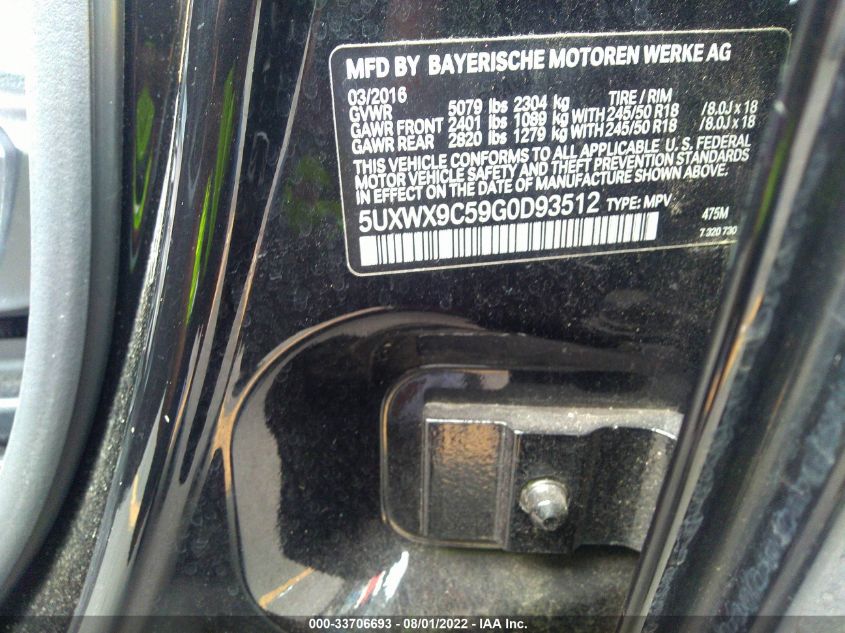 MFD BY BAYERISCHE MOTOREN WERKE AG
03/2016 TIRE / RIM
GVWR 5079 lbs 2304 kg
GAWR FRONT 2401 lbs 1089 kg WITH 245/50 R18 /8.0J x 18
GAWR REAR 2820 lbs 1279 kg WITH 245/50 R18 /8.0J x 18
THIS VEHICLE CONFORMS TO ALL APPLICABLE U. S. FEDERAL
MOTOR VEHICLE SAFETY AND THEFT PREVENTION STANDARDS
IN EFFECT ON THE DATE OF MANUFACTURE SHOWN ABOVE.
5UXWX9C59G0D93512 TYPE: MPV 475M
7 320 730
000-33706693 - 08/01/2022 - IAA Inc.